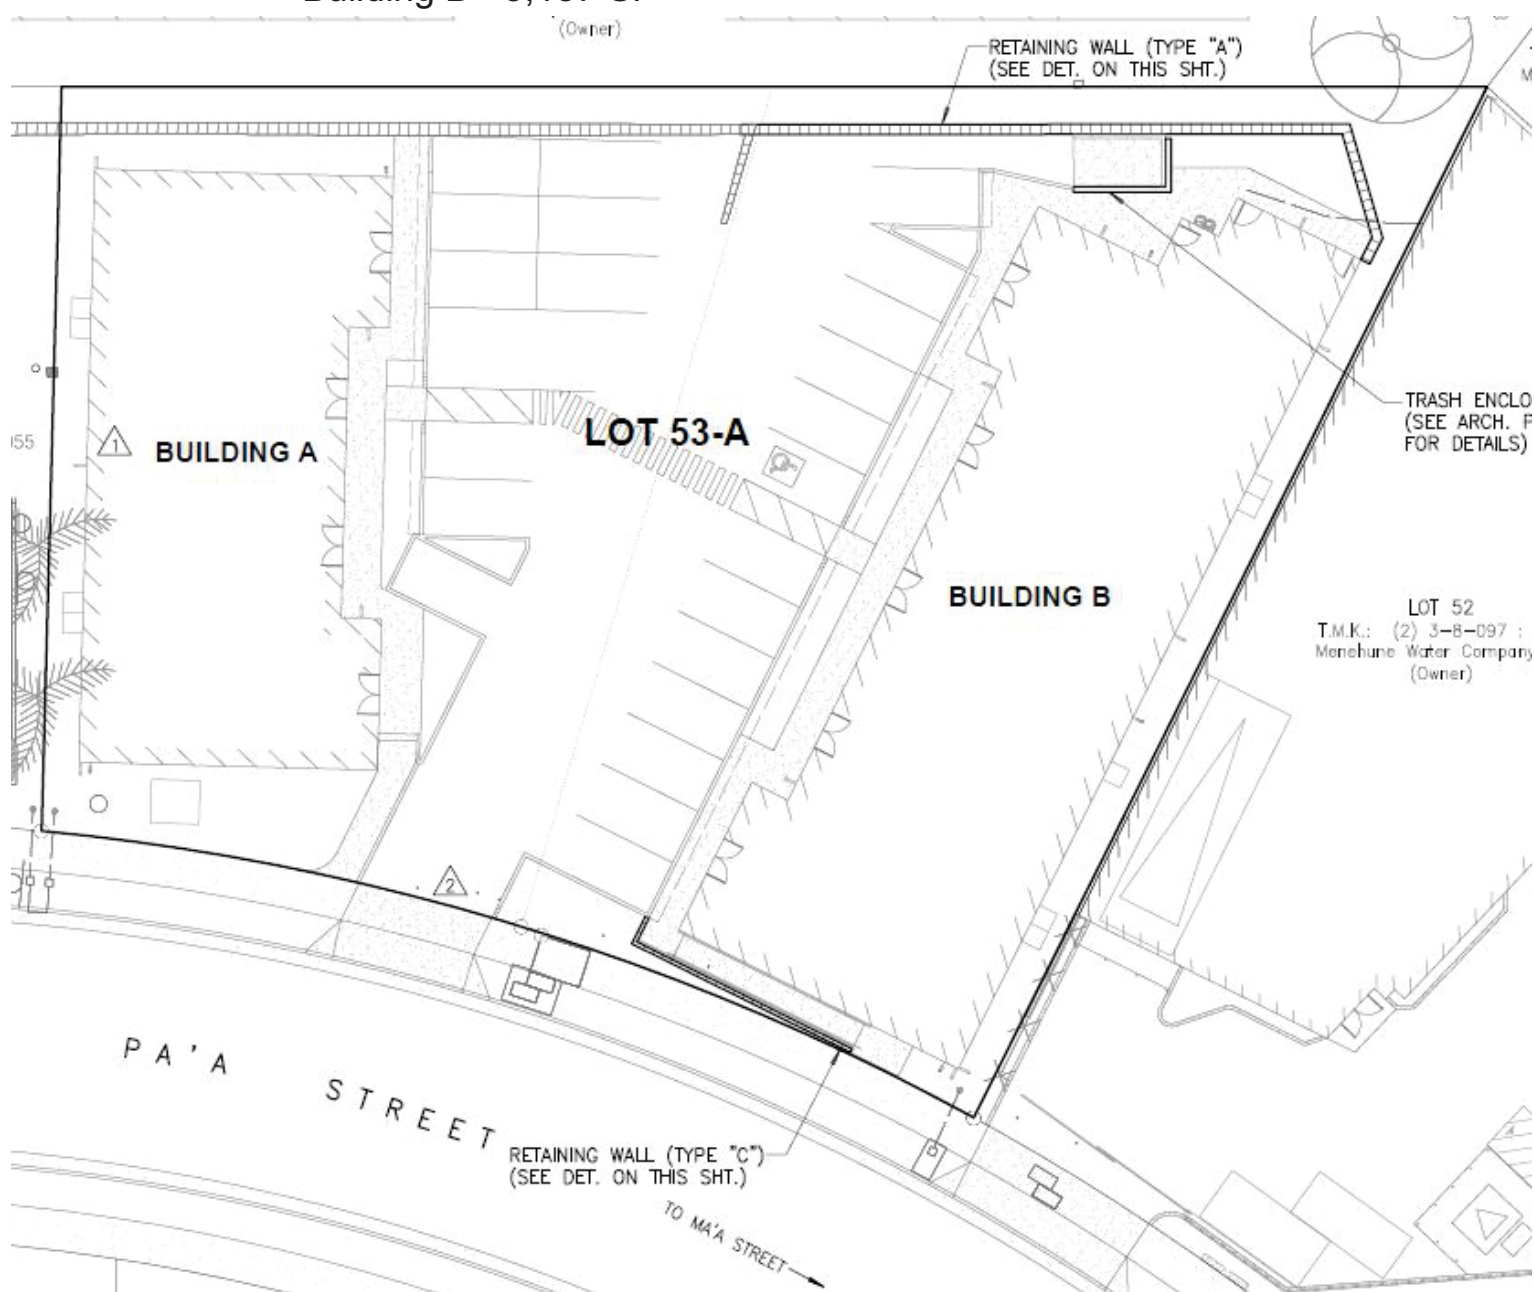 (Owner)
RETAINING WALL (TYPE "A")
(SEE DET. ON THIS SHT.)
TRASH ENCLO
(SEE ARCH. P
FOR DETAILS)
055
1
BUILDING A
LOT 53-A
BUILDING B
LOT 52
T.M.K.: (2) 3-8-097 :
Menehune Water Company
(Owner)
2
PA'A STREET
RETAINING WALL (TYPE "C")
(SEE DET. ON THIS SHT.)
TO MA'A STREET